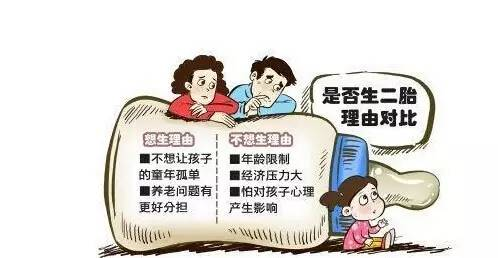 是否生二胎
理由对比
想生理由
■不想让孩子
的童年孤单
■养老问题有
更好分担
不想生理由
■年龄限制
■经济压力大
■怕对孩子心理
产生影响